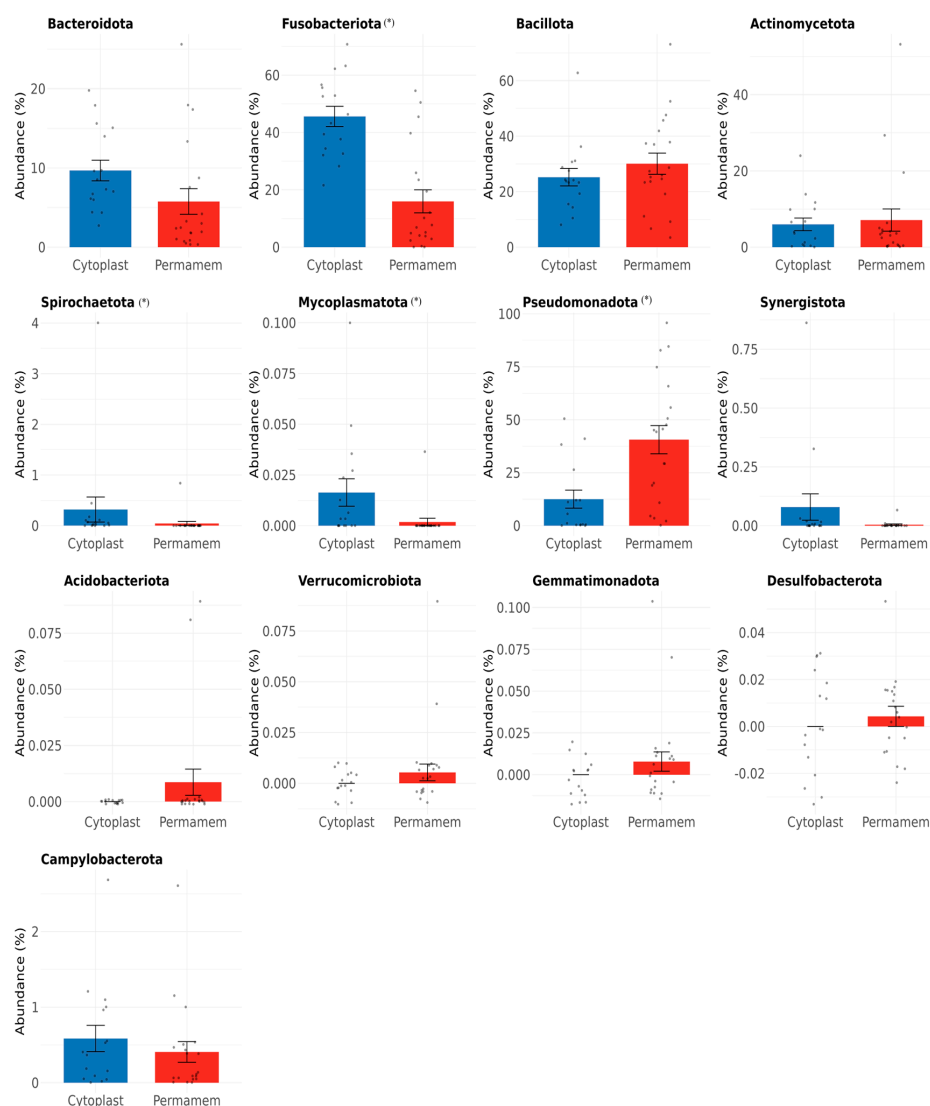 Bacteroidota
Fusobacteriota (*)
Bacillota
Actinomycetota
Abundance (%)
20
10
0
Cytoplast Permamem
Abundance (%)
60
40
20
0
Cytoplast Permamem
Abundance (%)
60
40
20
0
Cytoplast Permamem
Abundance (%)
40
20
0
Cytoplast Permamem
Spirochaetota (*)
Mycoplasmatota (*)
Pseudomonadota (*)
Synergistota
Abundance (%)
4
3
2
1
0
Cytoplast Permamem
Abundance (%)
0.100
0.075
0.050
0.025
0.000
Cytoplast Permamem
Abundance (%)
100
75
50
25
0
Cytoplast Permamem
Abundance (%)
0.75
0.50
0.25
0.00
Cytoplast Permamem
Acidobacteriota
Verrucomicrobiota
Gemmatimonadota
Desulfobacterota
Abundance (%)
0.075
0.050
0.025
0.000
Cytoplast Permamem
Abundance (%)
0.075
0.050
0.025
0.000
Cytoplast Permamem
Abundance (%)
0.100
0.075
0.050
0.025
0.000
Cytoplast Permamem
Abundance (%)
0.04
0.02
0.00
-0.02
Cytoplast Permamem
Campylobacterota
Abundance (%)
2
1
0
Cytoplast Permamem